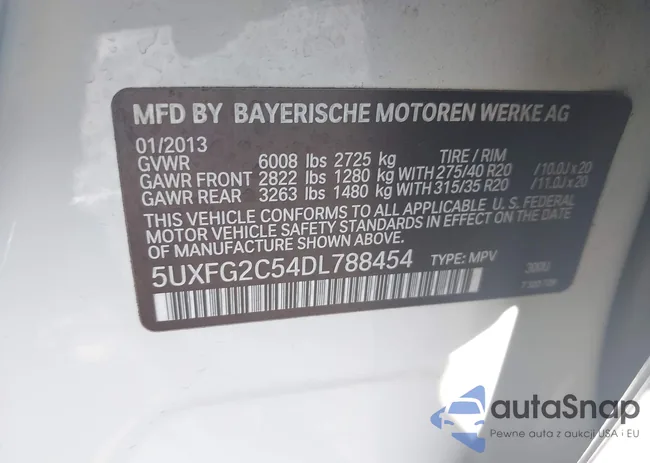 MFD BY BAYERISCHE MOTOREN WERKE AG
01/2013
GVWR 6008 lbs 2725 kg TIRE / RIM
GAWR FRONT 2822 lbs 1280 kg WITH 275/40 R20 /10.0J x 20
GAWR REAR 3263 lbs 1480 kg WITH 315/35 R20 /11.0J x 20
THIS VEHICLE CONFORMS TO ALL APPLICABLE U. S. FEDERAL
MOTOR VEHICLE SAFETY STANDARDS IN EFFECT ON THE DATE
OF MANUFACTURE SHOWN ABOVE.
5UXFG2C54DL788454 TYPE: MPV 300U
autoSnap
Pewne auta z aukcji USA i EU